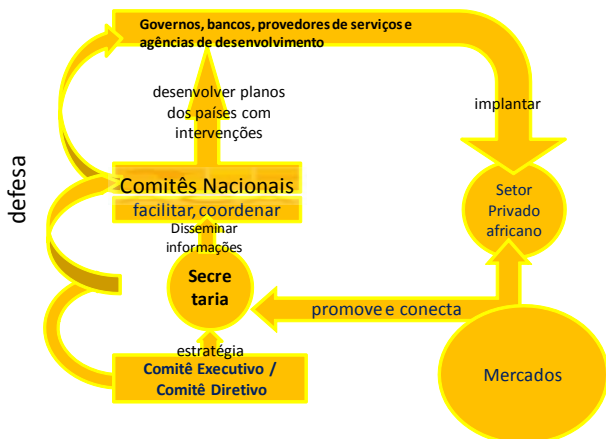 Governos, bancos, provedores de serviços e
agências de desenvolvimento
desenvolver planos
dos países com
intervenções
implantar
defesa
Comitês Nacionais
facilitar, coordenar
Disseminar
informações
Setor
Privado
africano
Secre
taria
promove e conecta
estratégia
Comitê Executivo /
Comitê Diretivo
Mercados